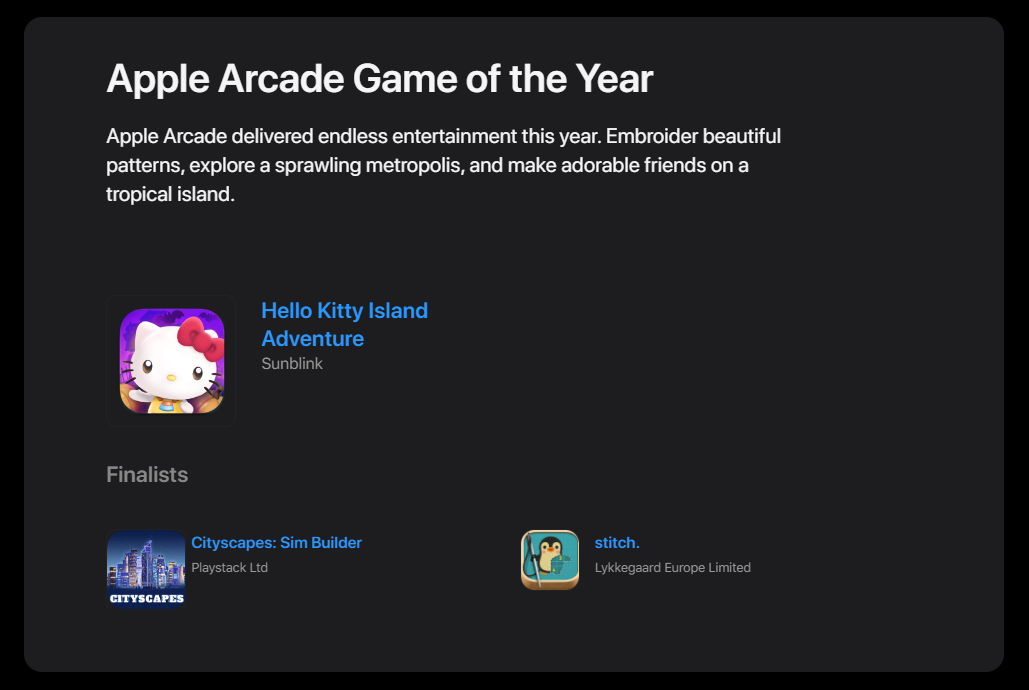 Apple Arcade Game of the Year
Apple Arcade delivered endless entertainment this year. Embroider beautiful
patterns, explore a sprawling metropolis, and make adorable friends on a
tropical island.
Hello Kitty Island
Adventure
Sunblink
Finalists
Cityscapes: Sim Builder
Playstack Ltd
CITYSCAPES
stitch.
Lykkegaard Europe Limited